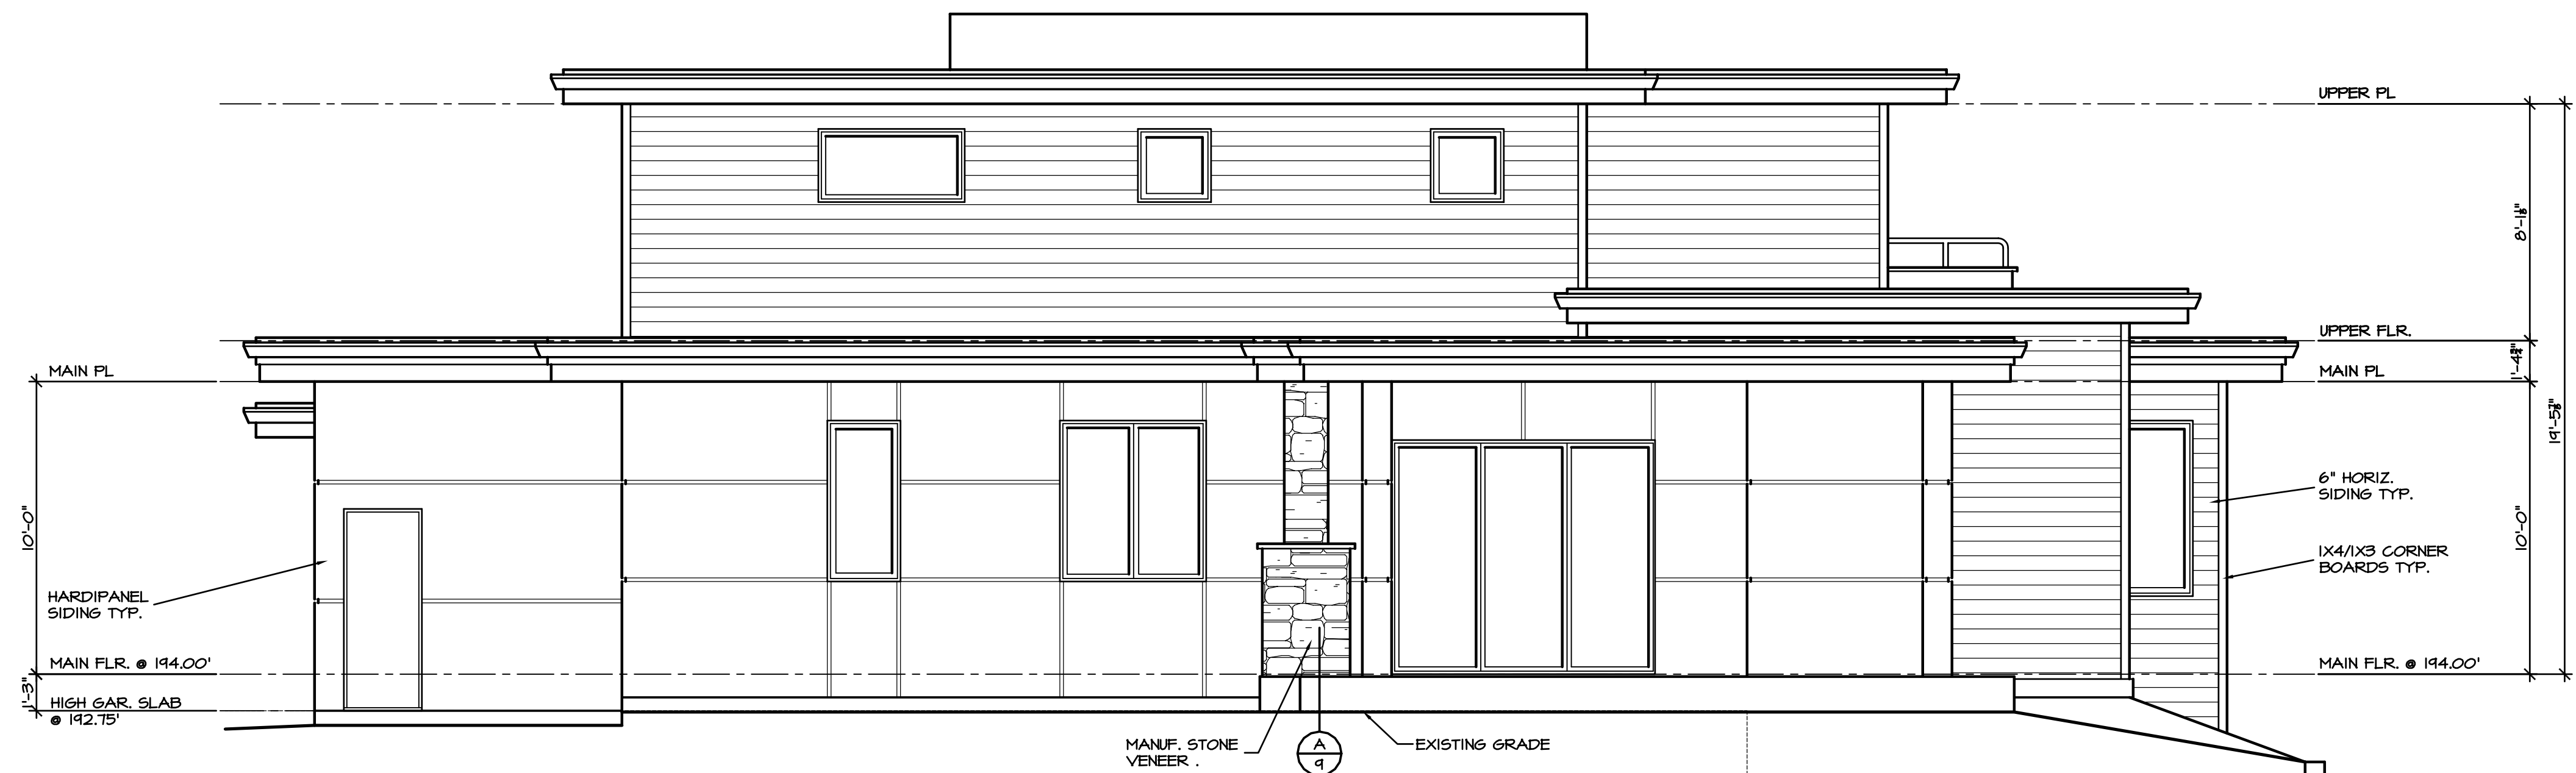 UPPER PL
8'-1⅛"
UPPER FLR.
1'-4¾"
MAIN PL
19'-5⅞"
6" HORIZ.
SIDING TYP.
10'-0"
1X4/1X3 CORNER
BOARDS TYP.
MAIN FLR. @ 194.00'
MAIN PL
10'-0"
HARDIPANEL
SIDING TYP.
MAIN FLR. @ 194.00'
1'-3"
HIGH GAR. SLAB
@ 192.75'
MANUF. STONE
VENEER .
A
9
EXISTING GRADE